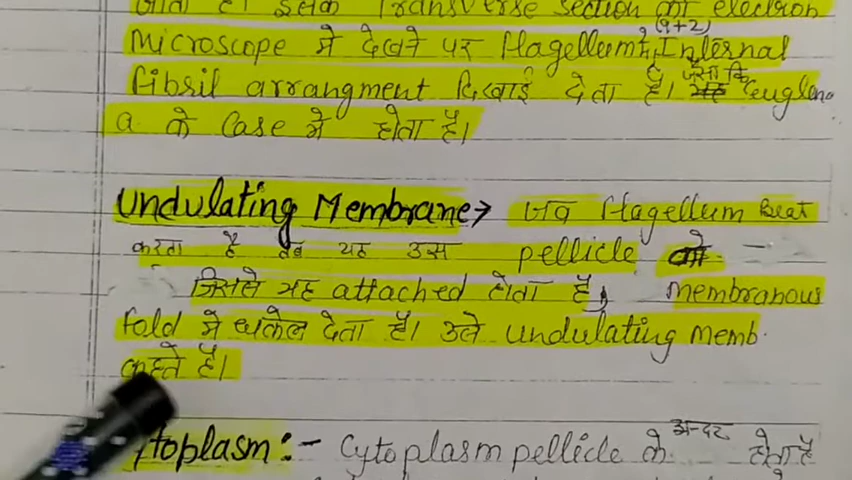 जाता है। इसके Transverse section को electron
(9+2)
Microscope में देखने पर flagellum में Internal
fibril arrangment दिखाई देता है। जैसा कि Euglen
a के Case में होता है।
Undulating Membrane → जब flagellum Beat
करता है तब यह उस pellicle को
जिससे यह attached होता है, membranous
fold में धकेल देता है। उसे undulating memb.
कहते है।
toplasm :- Cytoplasm pellicle के अन्दर होता है